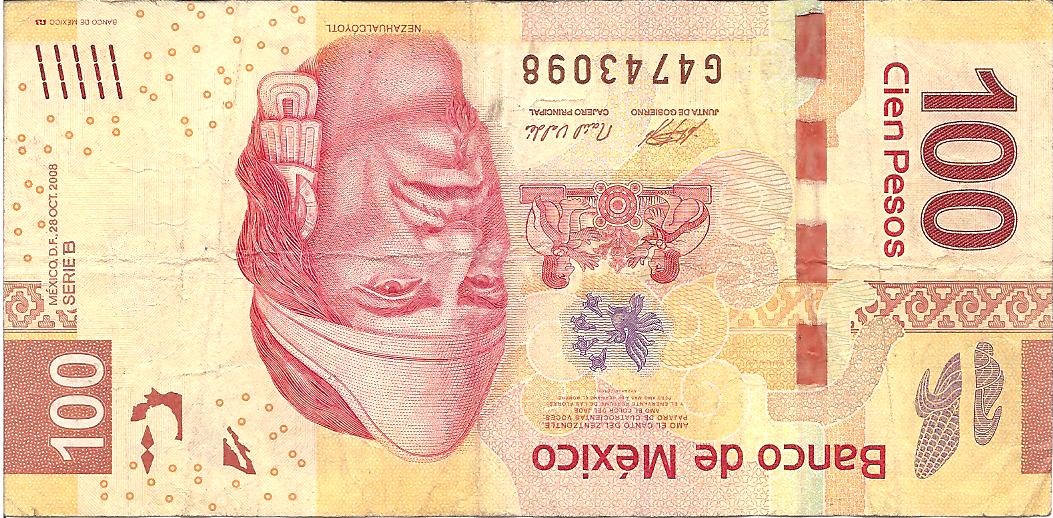 Banco de México
AMO EL CANTO DEL ZENTZONTLE,
PÁJARO DE CUATROCIENTAS VOCES,
AMO EL COLOR DEL JADE
Y EL ENERVANTE PERFUME DE LAS FLORES,
PERO AMO MÁS A MI HERMANO, EL HOMBRE.
100
Cien Pesos
100
MÉXICO, D.F., 28 OCT. 2008
SERIE B
JUNTA DE GOBIERNO
CAJERO PRINCIPAL
G4743098
NEZAHUALCÓYOTL
BANCO DE MÉXICO